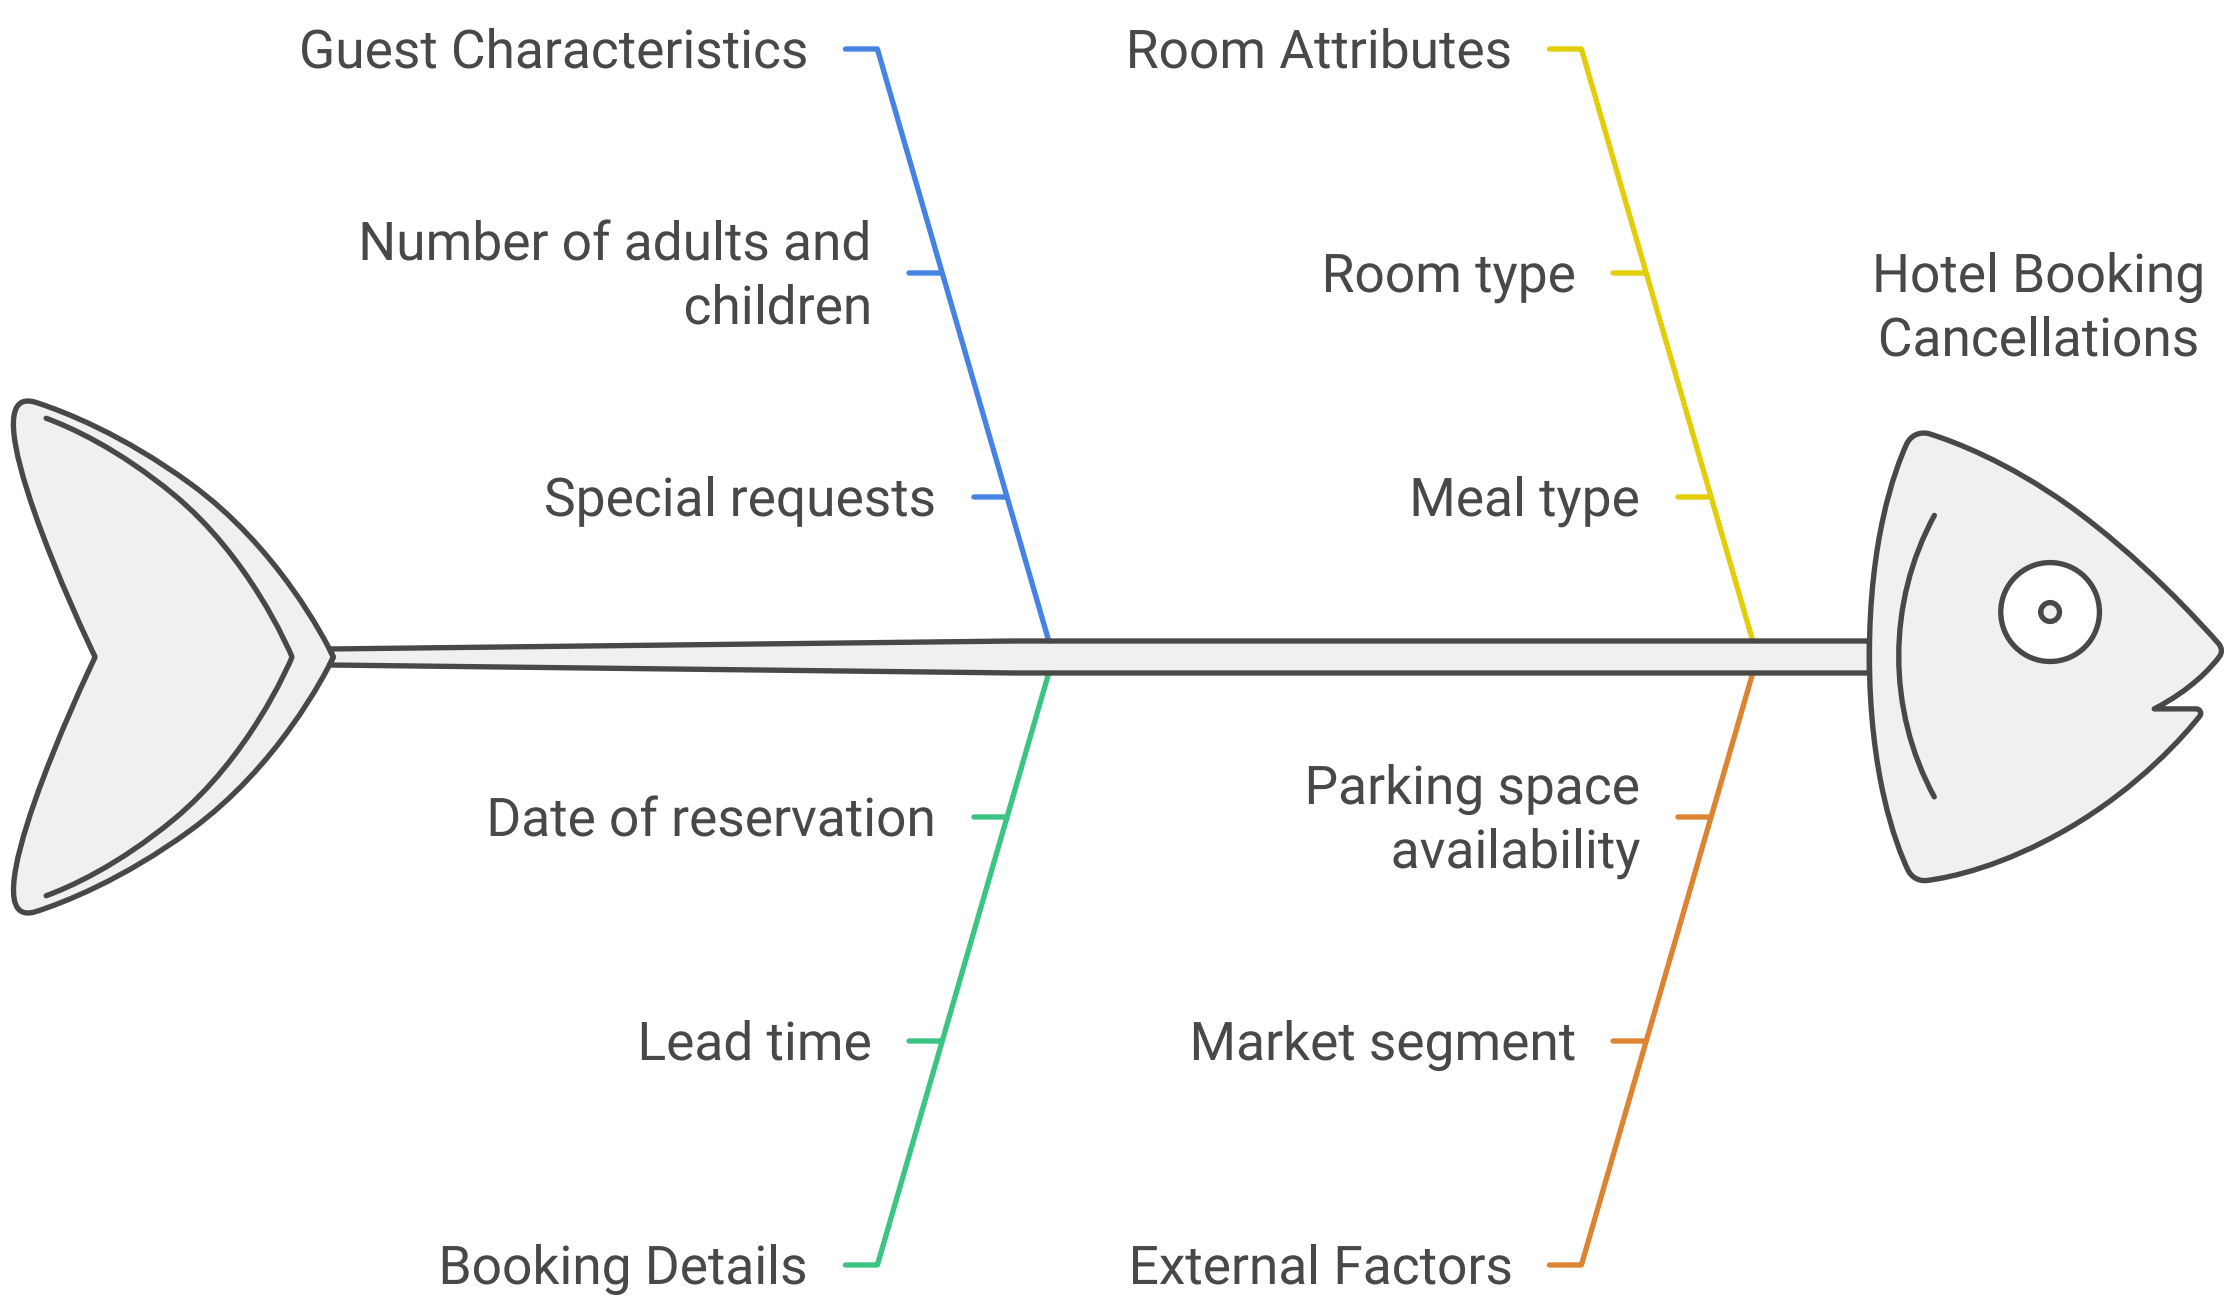 Guest Characteristics
Number of adults and
children
Special requests
Room Attributes
Room type
Meal type
Hotel Booking
Cancellations
Date of reservation
Lead time
Booking Details
Parking space
availability
Market segment
External Factors